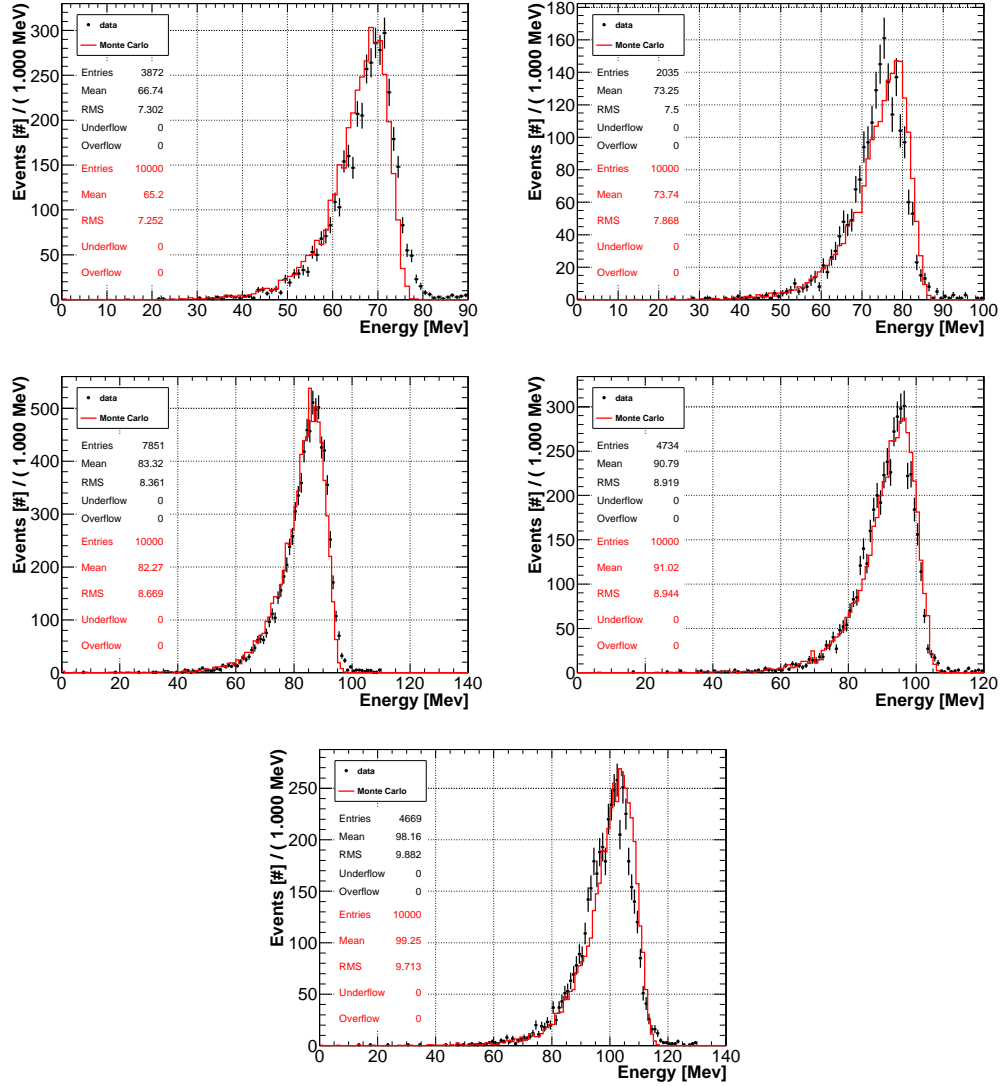 Events [#] / ( 1.000 MeV)
data
Monte Carlo
Entries 3872
Mean 66.74
RMS 7.302
Underflow 0
Overflow 0
Entries 10000
Mean 65.2
RMS 7.252
Underflow 0
Overflow 0
300
250
200
150
100
50
0
0 10 20 30 40 50 60 70 80 90
Energy [Mev]
Events [#] / ( 1.000 MeV)
data
Monte Carlo
Entries 2035
Mean 73.25
RMS 7.5
Underflow 0
Overflow 0
Entries 10000
Mean 73.74
RMS 7.868
Underflow 0
Overflow 0
180
160
140
120
100
80
60
40
20
0
0 10 20 30 40 50 60 70 80 90 100
Energy [Mev]
Events [#] / ( 1.000 MeV)
data
Monte Carlo
Entries 7851
Mean 83.32
RMS 8.361
Underflow 0
Overflow 0
Entries 10000
Mean 82.27
RMS 8.669
Underflow 0
Overflow 0
500
400
300
200
100
0
0 20 40 60 80 100 120 140
Energy [Mev]
Events [#] / ( 1.000 MeV)
data
Monte Carlo
Entries 4734
Mean 90.79
RMS 8.919
Underflow 0
Overflow 0
Entries 10000
Mean 91.02
RMS 8.944
Underflow 0
Overflow 0
300
250
200
150
100
50
0
0 20 40 60 80 100 120
Energy [Mev]
Events [#] / ( 1.000 MeV)
data
Monte Carlo
Entries 4669
Mean 98.16
RMS 9.882
Underflow 0
Overflow 0
Entries 10000
Mean 99.25
RMS 9.713
Underflow 0
Overflow 0
250
200
150
100
50
0
0 20 40 60 80 100 120 140
Energy [Mev]